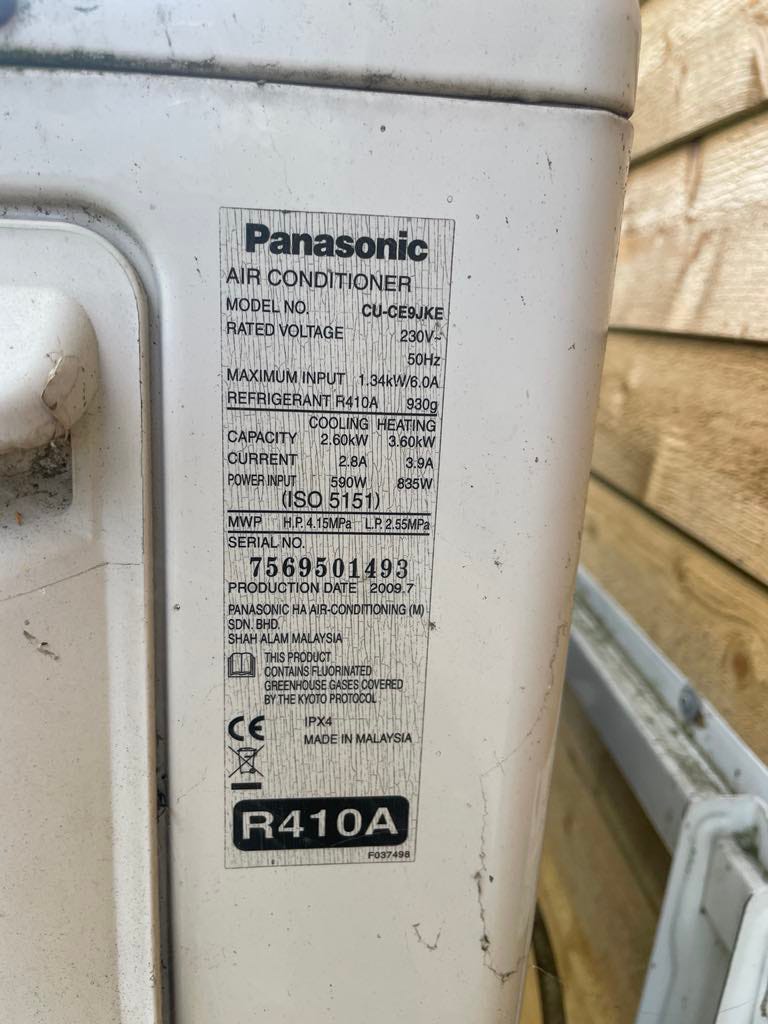 Panasonic
AIR CONDITIONER
MODEL NO. CU-CE9JKE
RATED VOLTAGE 230V~
50Hz
MAXIMUM INPUT 1.34kW/6.0A
REFRIGERANT R410A 930g
COOLING HEATING
CAPACITY 2.60kW 3.60kW
CURRENT 2.8A 3.9A
POWER INPUT 590W 835W
(ISO 5151)
MWP H.P. 4.15MPa L.P. 2.55MPa
SERIAL NO.
7569501493
PRODUCTION DATE 2009.7
PANASONIC HA AIR-CONDITIONING (M)
SDN. BHD.
SHAH ALAM MALAYSIA
THIS PRODUCT
CONTAINS FLUORINATED
GREENHOUSE GASES COVERED
BY THE KYOTO PROTOCOL
CE IPX4
MADE IN MALAYSIA
R410A
F037498